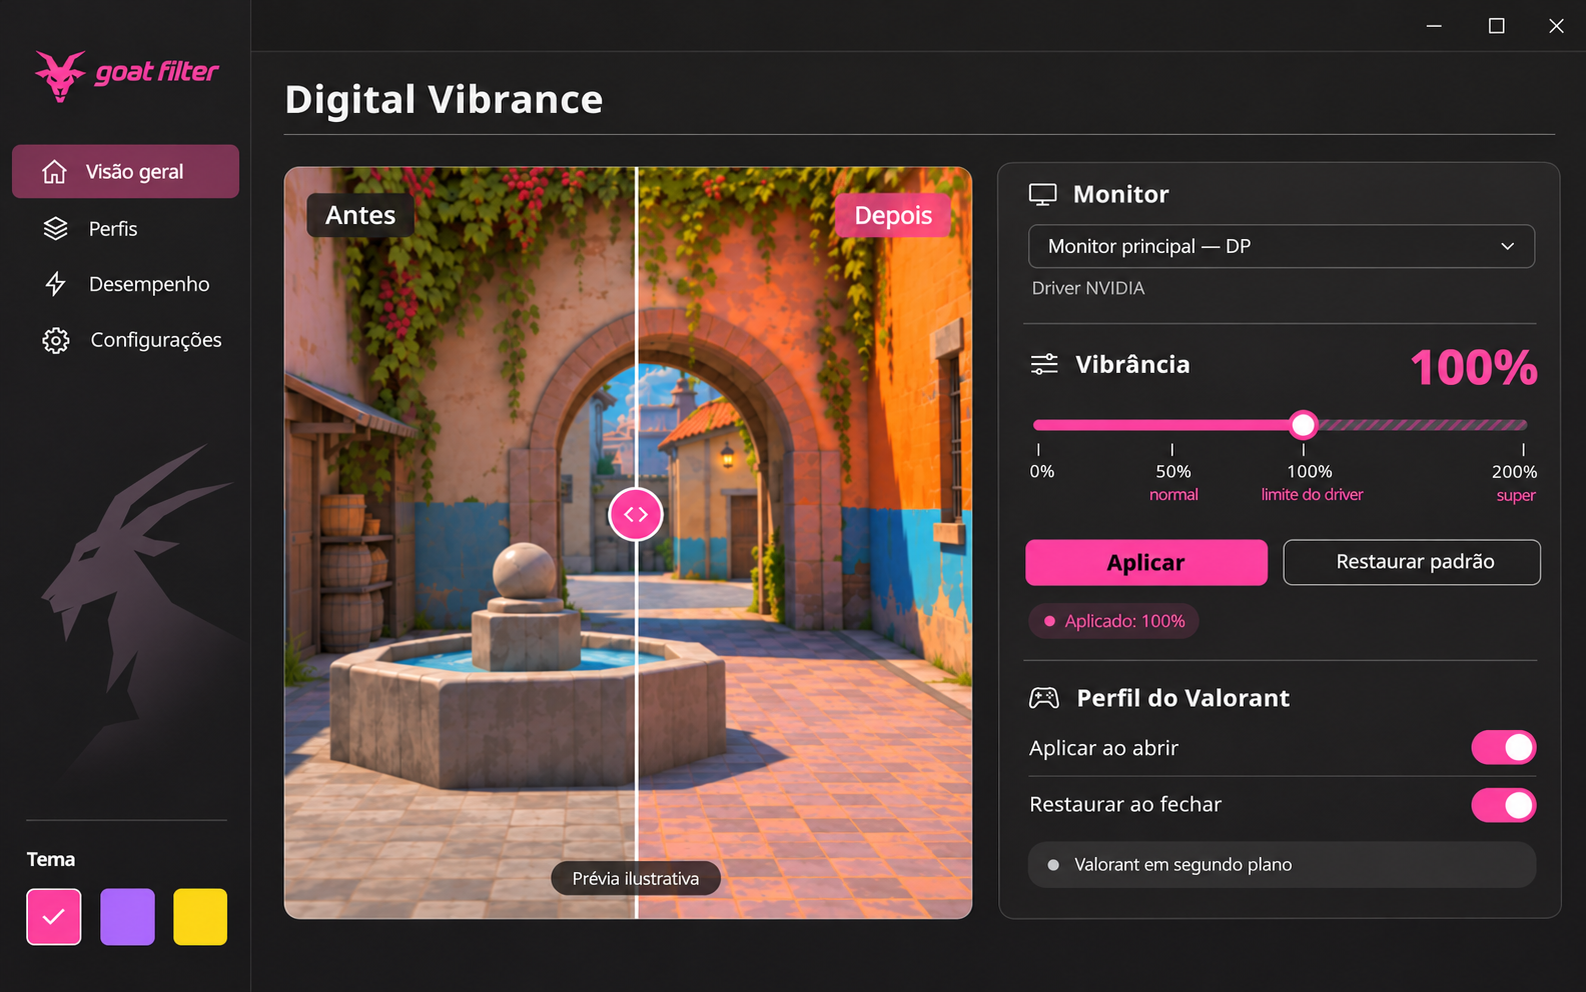 goat filter
Visão geral
Perfis
Desempenho
Configurações
Tema
Digital Vibrance
Antes
Depois
Prévia ilustrativa
Monitor
Monitor principal — DP
Driver NVIDIA
Vibrância
100%
0%
50%
100%
200%
normal
limite do driver
super
Aplicar
Restaurar padrão
Aplicado: 100%
Perfil do Valorant
Aplicar ao abrir
Restaurar ao fechar
Valorant em segundo plano